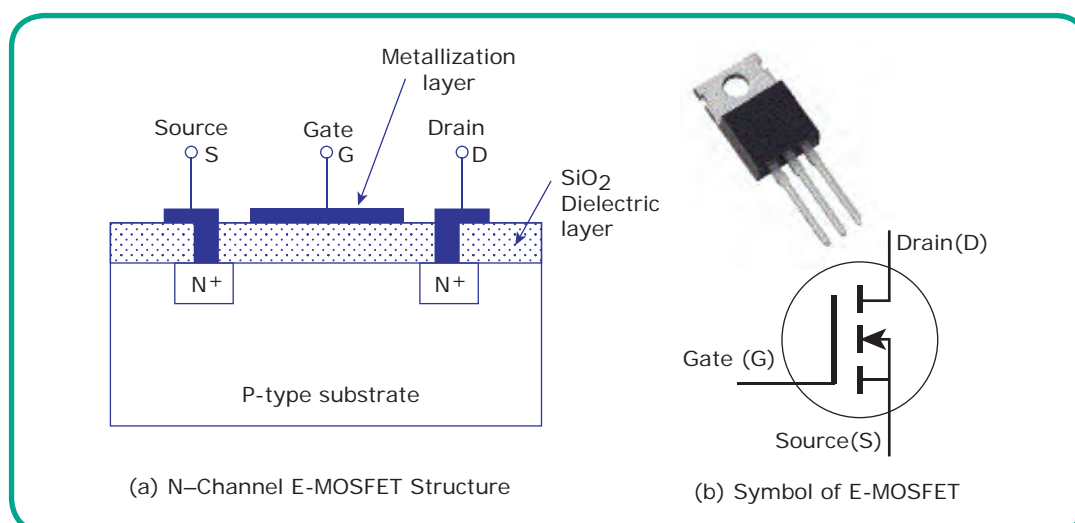 Metallization
layer
Source
S
Gate
G
Drain
D
SiO2
Dielectric
layer
N+
N+
P-type substrate
(a) N–Channel E-MOSFET Structure
Drain(D)
Gate (G)
Source(S)
(b) Symbol of E-MOSFET